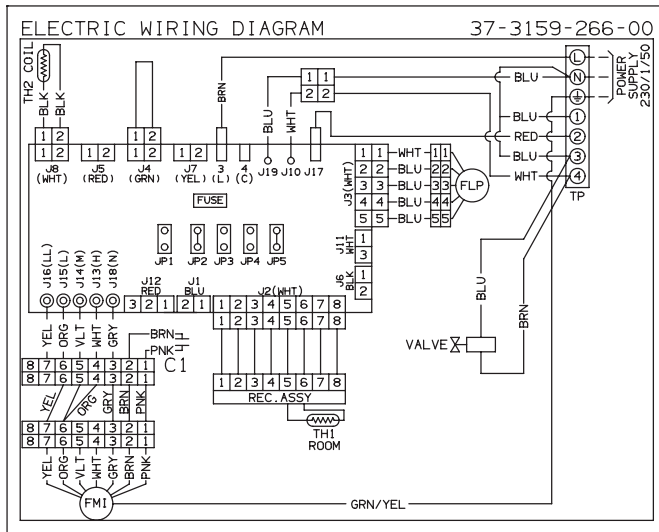 ELECTRIC WIRING DIAGRAM 37-3159-266-00
TH2 COIL
BLK
BLK
BRN
BLU
WHT
1 1
2 2
BLU
BLU
RED
BLU
WHT
L
N
1
2
3
4
TP
POWER
SUPPLY
230/1/50
1 2
1 2
J8
(WHT)
1 2
J5
(RED)
1 2
J4
(GRN)
1 2
J7
(YEL)
3
(L)
4
(C)
J19 J10 J17
FUSE
J3(WHT)
1 1 WHT 1 1
2 2 BLU 2 2
3 3 BLU 3 3
4 4 BLU 4 4
5 5 BLU 5 5
FLP
JP1 JP2 JP3 JP4 JP5
J11
WHT
1
3
J6
BLK
1
2
J16(LL)
J15(L)
J14(M)
J13(H)
J18(N)
J12
RED
3 2 1
J1
BLU
2 1
J2(WHT)
1 2 3 4 5 6 7 8
1 2 3 4 5 6 7 8
YEL
ORG
VLT
WHT
GRY
BRN
PNK
C1
8 7 6 5 4 3 2 1
8 7 6 5 4 3 2 1
YEL
ORG
GRY
BRN
PNK
8 7 6 5 4 3 2 1
8 7 6 5 4 3 2 1
YEL
ORG
VLT
WHT
GRY
BRN
PNK
FMI
1 2 3 4 5 6 7 8
REC.ASSY
TH1
ROOM
VALVE
BLU
BRN
GRN/YEL